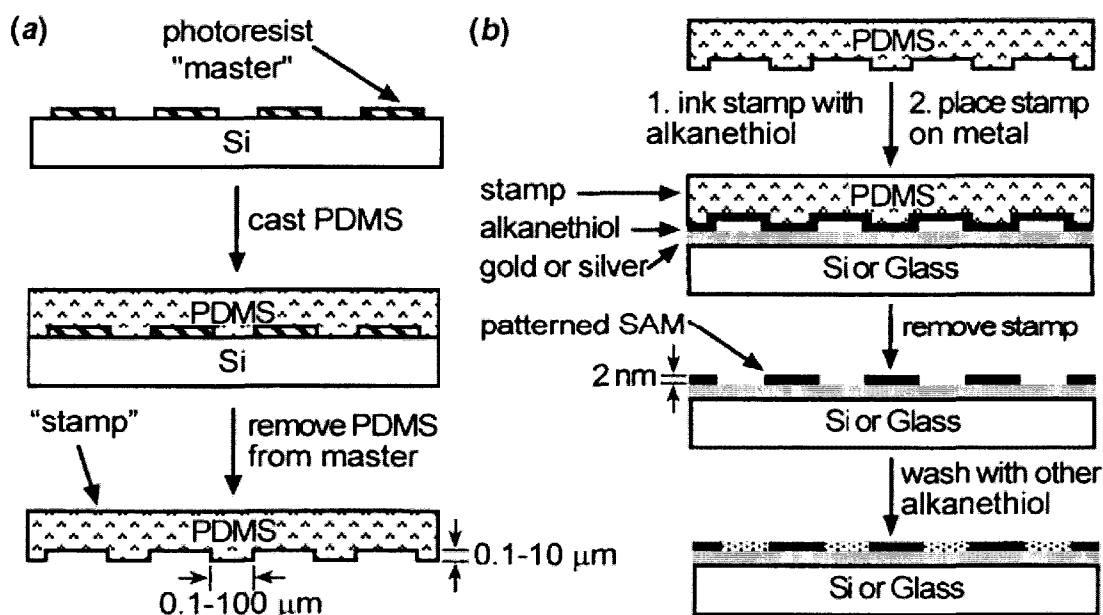 (a)
photoresist
"master"
Si
cast PDMS
PDMS
Si
"stamp"
remove PDMS
from master
PDMS
0.1-10 μm
0.1-100 μm
(b)
PDMS
1. ink stamp with
alkanethiol
2. place stamp
on metal
stamp
PDMS
alkanethiol
gold or silver
Si or Glass
patterned SAM
remove stamp
2 nm
Si or Glass
wash with other
alkanethiol
Si or Glass